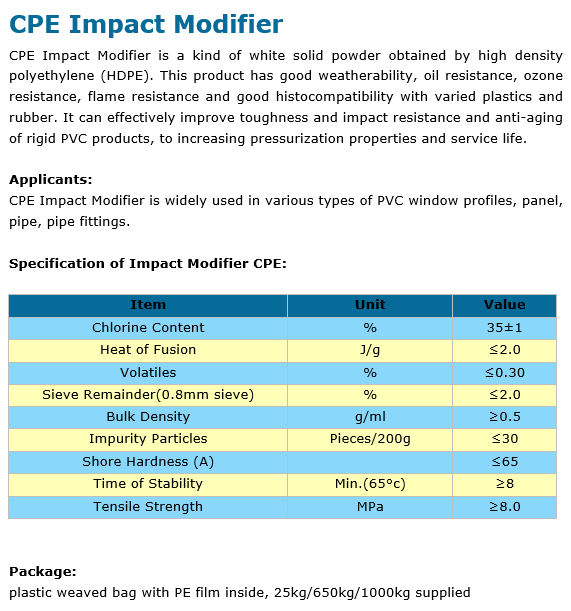 CPE Impact Modifier
CPE Impact Modifier is a kind of white solid powder obtained by high density
polyethylene (HDPE). This product has good weatherability, oil resistance, ozone
resistance, flame resistance and good histocompatibility with varied plastics and
rubber. It can effectively improve toughness and impact resistance and anti-aging
of rigid PVC products, to increasing pressurization properties and service life.
Applicants:
CPE Impact Modifier is widely used in various types of PVC window profiles, panel,
pipe, pipe fittings.
Specification of Impact Modifier CPE:
Item Unit Value
Chlorine Content % 35±1
Heat of Fusion J/g ≤2.0
Volatiles % ≤0.30
Sieve Remainder(0.8mm sieve) % ≤2.0
Bulk Density g/ml ≥0.5
Impurity Particles Pieces/200g ≤30
Shore Hardness (A) ≤65
Time of Stability Min.(65°c) ≥8
Tensile Strength MPa ≥8.0
Package:
plastic weaved bag with PE film inside, 25kg/650kg/1000kg supplied